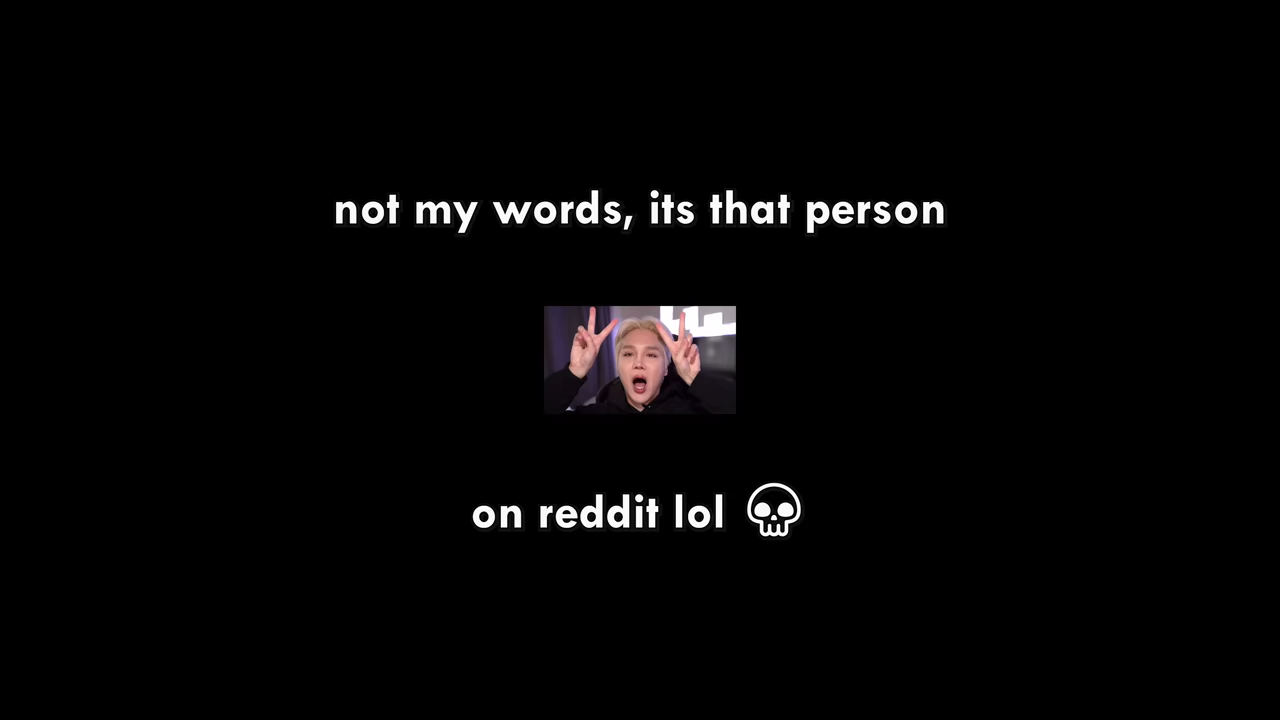 not my words, its that person
on reddit lol 💀